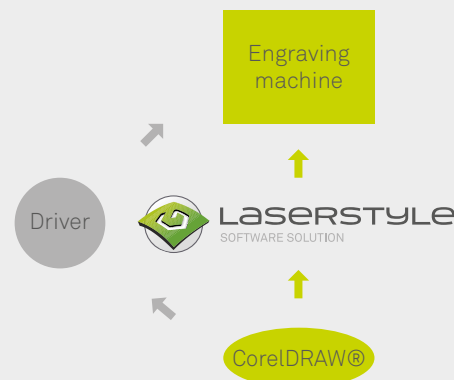 Engraving
machine
Driver
LASERSTYLE
SOFTWARE SOLUTION
CorelDRAW®